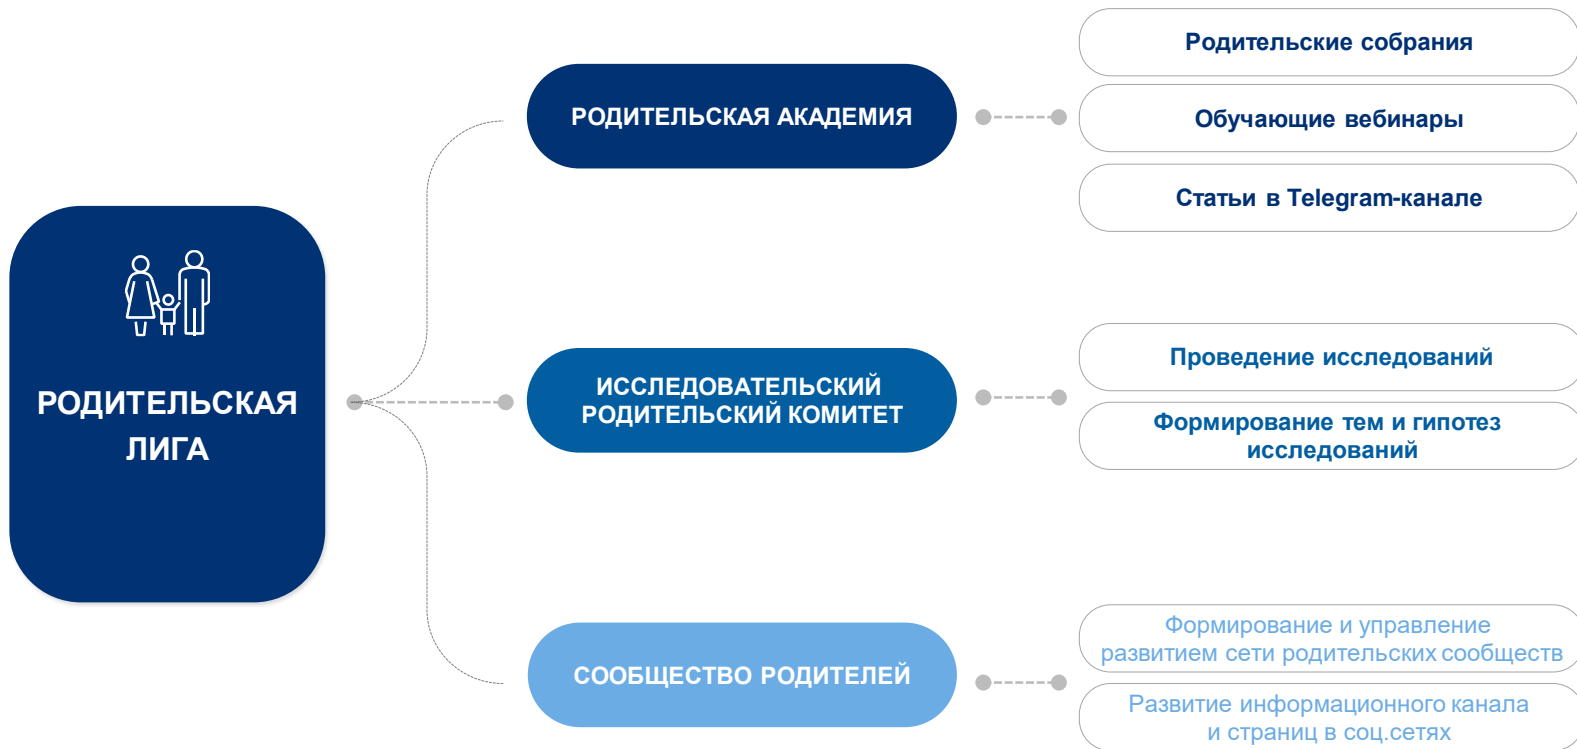 РОДИТЕЛЬСКАЯ
ЛИГА
РОДИТЕЛЬСКАЯ АКАДЕМИЯ
Родительские собрания
Обучающие вебинары
Статьи в Telegram-канале
ИССЛЕДОВАТЕЛЬСКИЙ
РОДИТЕЛЬСКИЙ КОМИТЕТ
Проведение исследований
Формирование тем и гипотез
исследований
СООБЩЕСТВО РОДИТЕЛЕЙ
Формирование и управление
развитием сети родительских сообществ
Развитие информационного канала
и страниц в соц.сетях